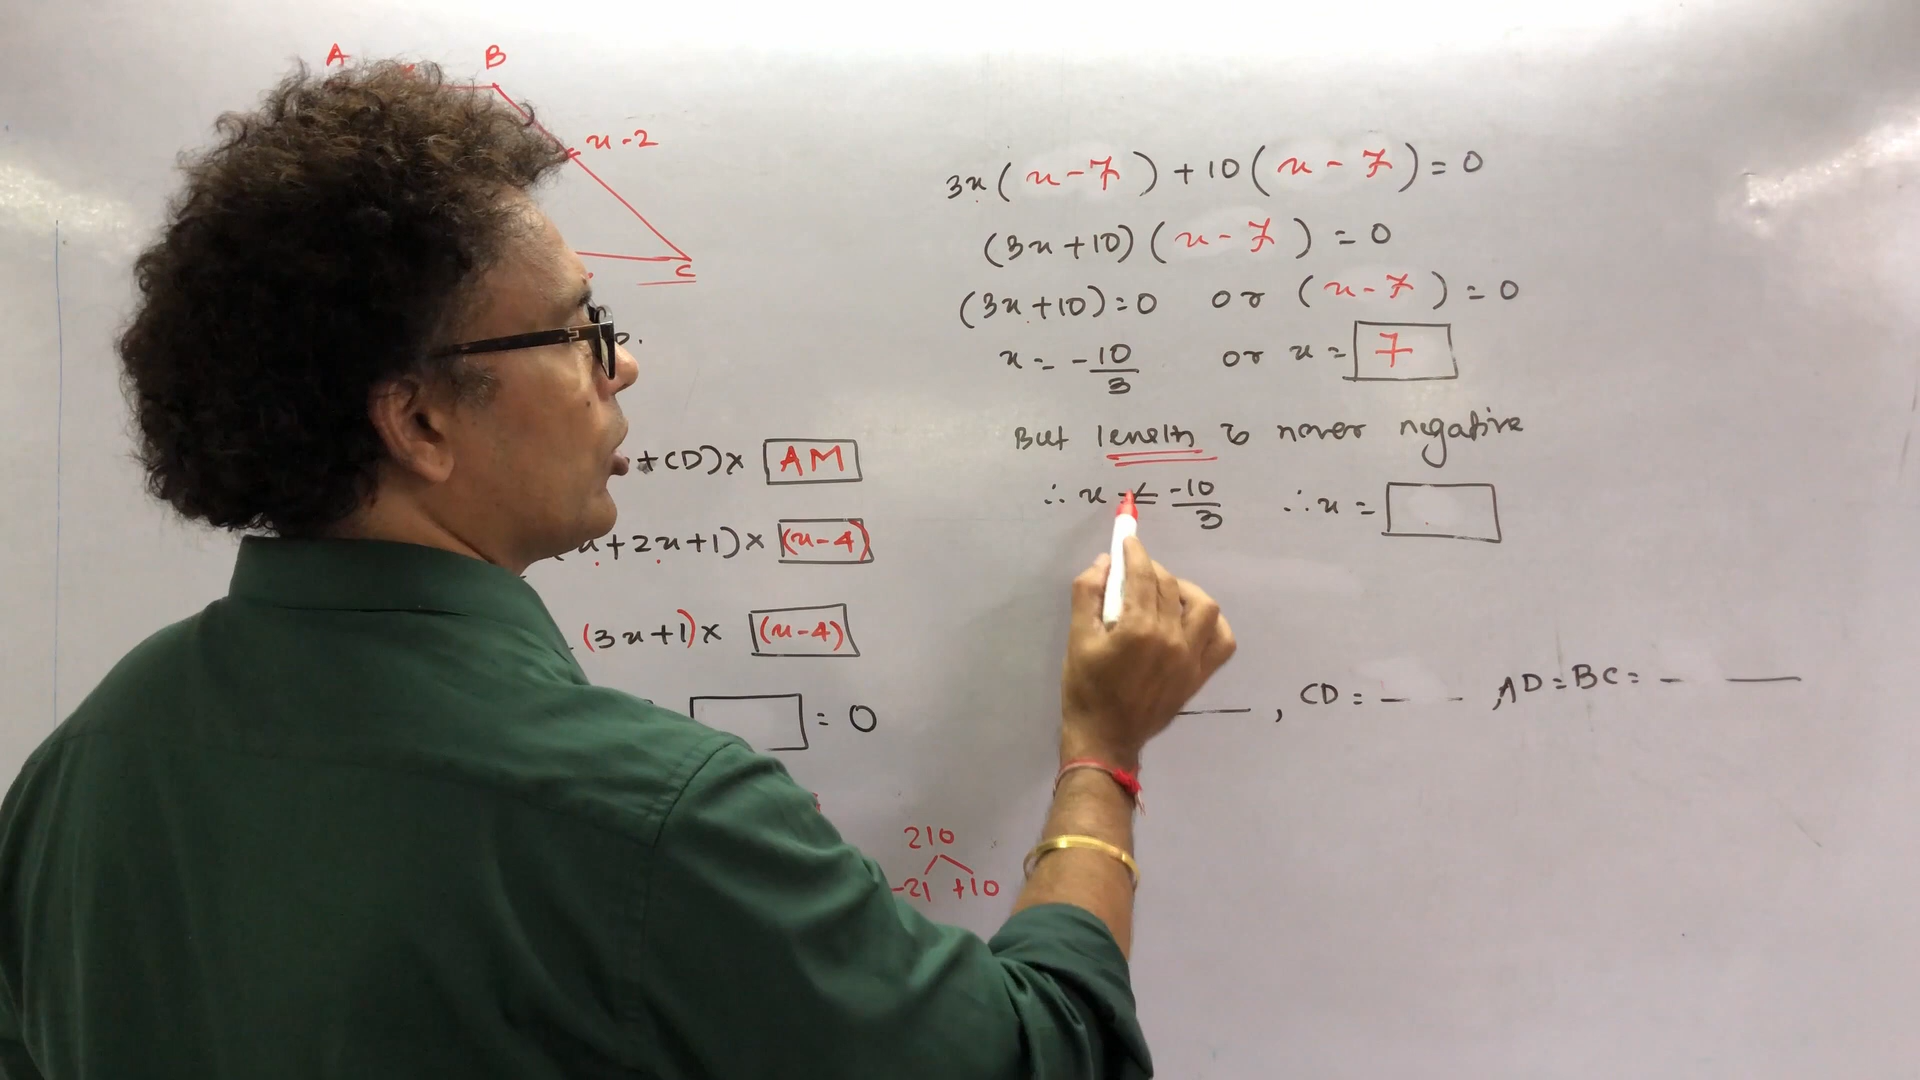 A B
x-2
C
+CD)× AM
x+2x+1)× (x-4)
(3x+1)× (x-4)
= 0
210
-21 +10
3x(x-7)+10(x-7)=0
(3x+10)(x-7)=0
(3x+10)=0 or (x-7)=0
x=-10/3 or x=7
But length is never negative
∴ x ≠ -10/3 ∴ x =
, CD = - - , AD=BC= - —